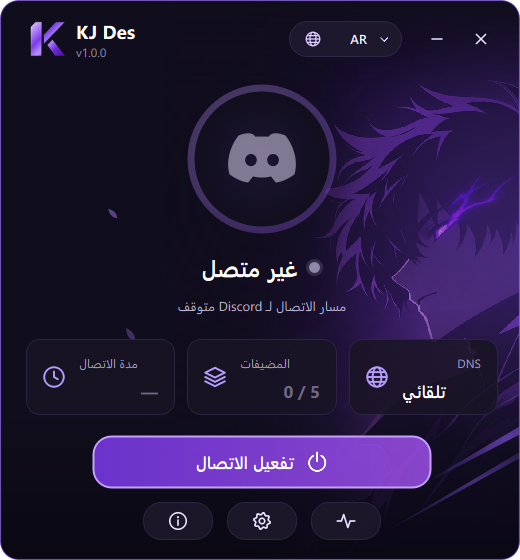 KJ Des
v1.0.0
AR
غير متصل
مسار الاتصال لـ Discord متوقف
DNS
تلقائي
المضيفات
0 / 5
مدة الاتصال
—
تفعيل الاتصال